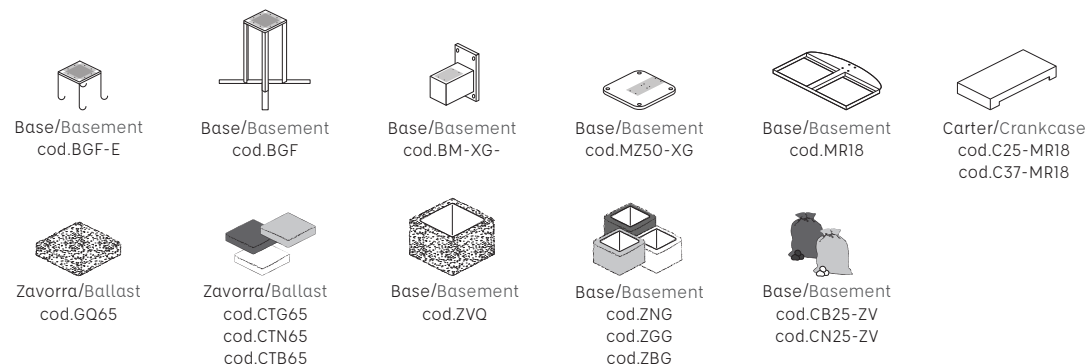 Base/Basement
cod.BGF-E
Base/Basement
cod.BGF
Base/Basement
cod.BM-XG-
Base/Basement
cod.MZ50-XG
Base/Basement
cod.MR18
Carter/Crankcase
cod.C25-MR18
cod.C37-MR18
Zavorra/Ballast
cod.GQ65
Zavorra/Ballast
cod.CTG65
cod.CTN65
cod.CTB65
Base/Basement
cod.ZVQ
Base/Basement
cod.ZNG
cod.ZGG
cod.ZBG
Base/Basement
cod.CB25-ZV
cod.CN25-ZV